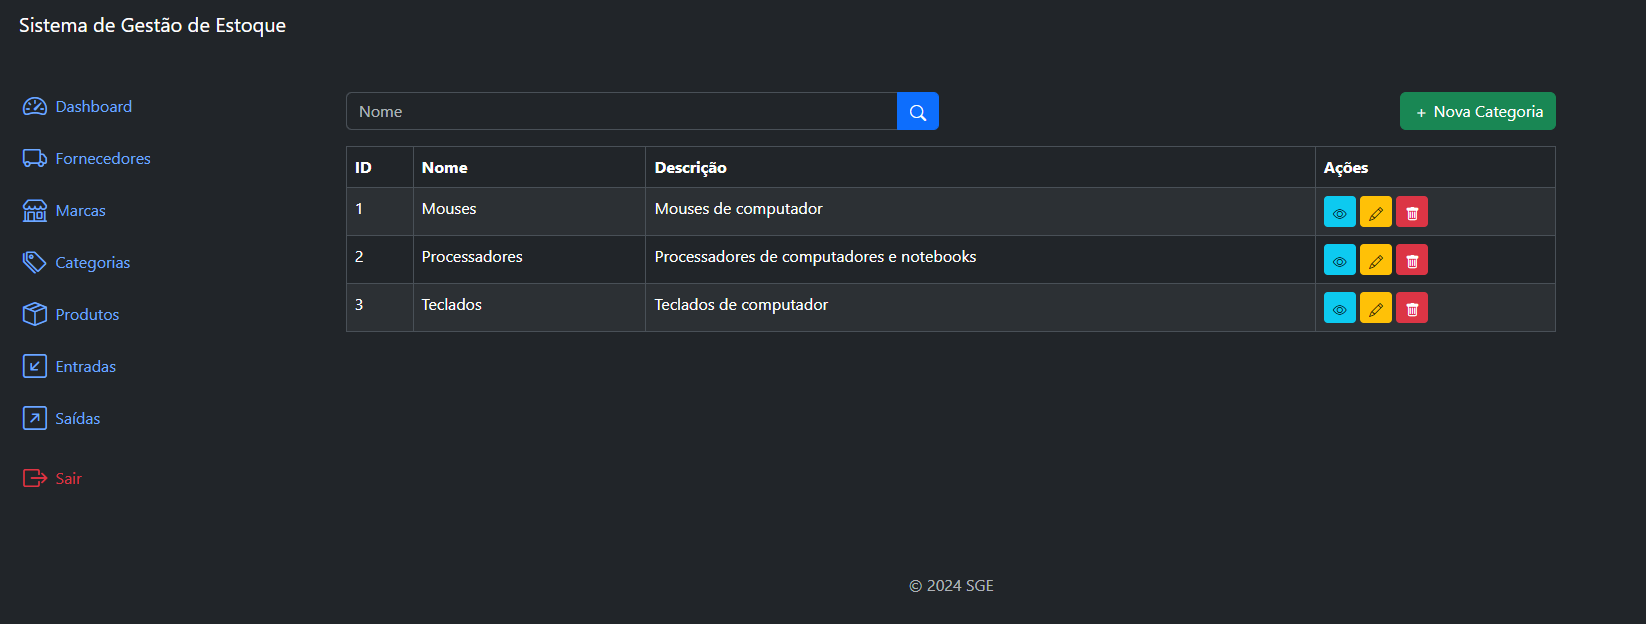 Sistema de Gestão de Estoque
Dashboard
Fornecedores
Marcas
Categorias
Produtos
Entradas
Saídas
Sair
Nome
+ Nova Categoria
ID Nome Descrição Ações
1 Mouses Mouses de computador
2 Processadores Processadores de computadores e notebooks
3 Teclados Teclados de computador
© 2024 SGE